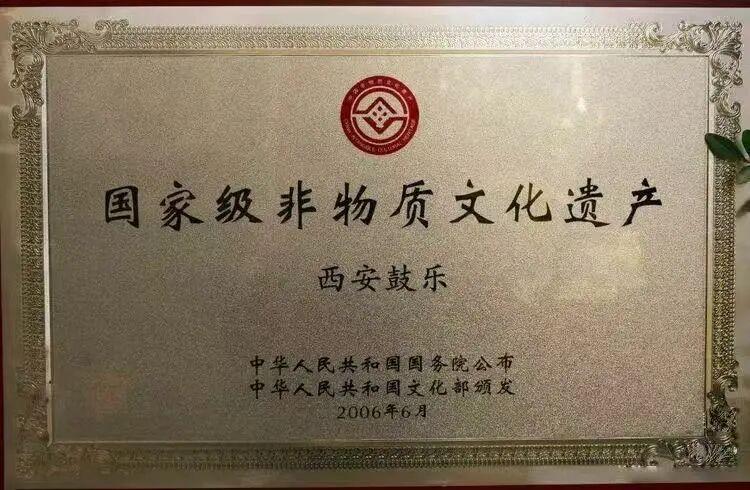 国家级非物质文化遗产
西安鼓乐
中华人民共和国国务院公布
中华人民共和国文化部颁发
2006年6月